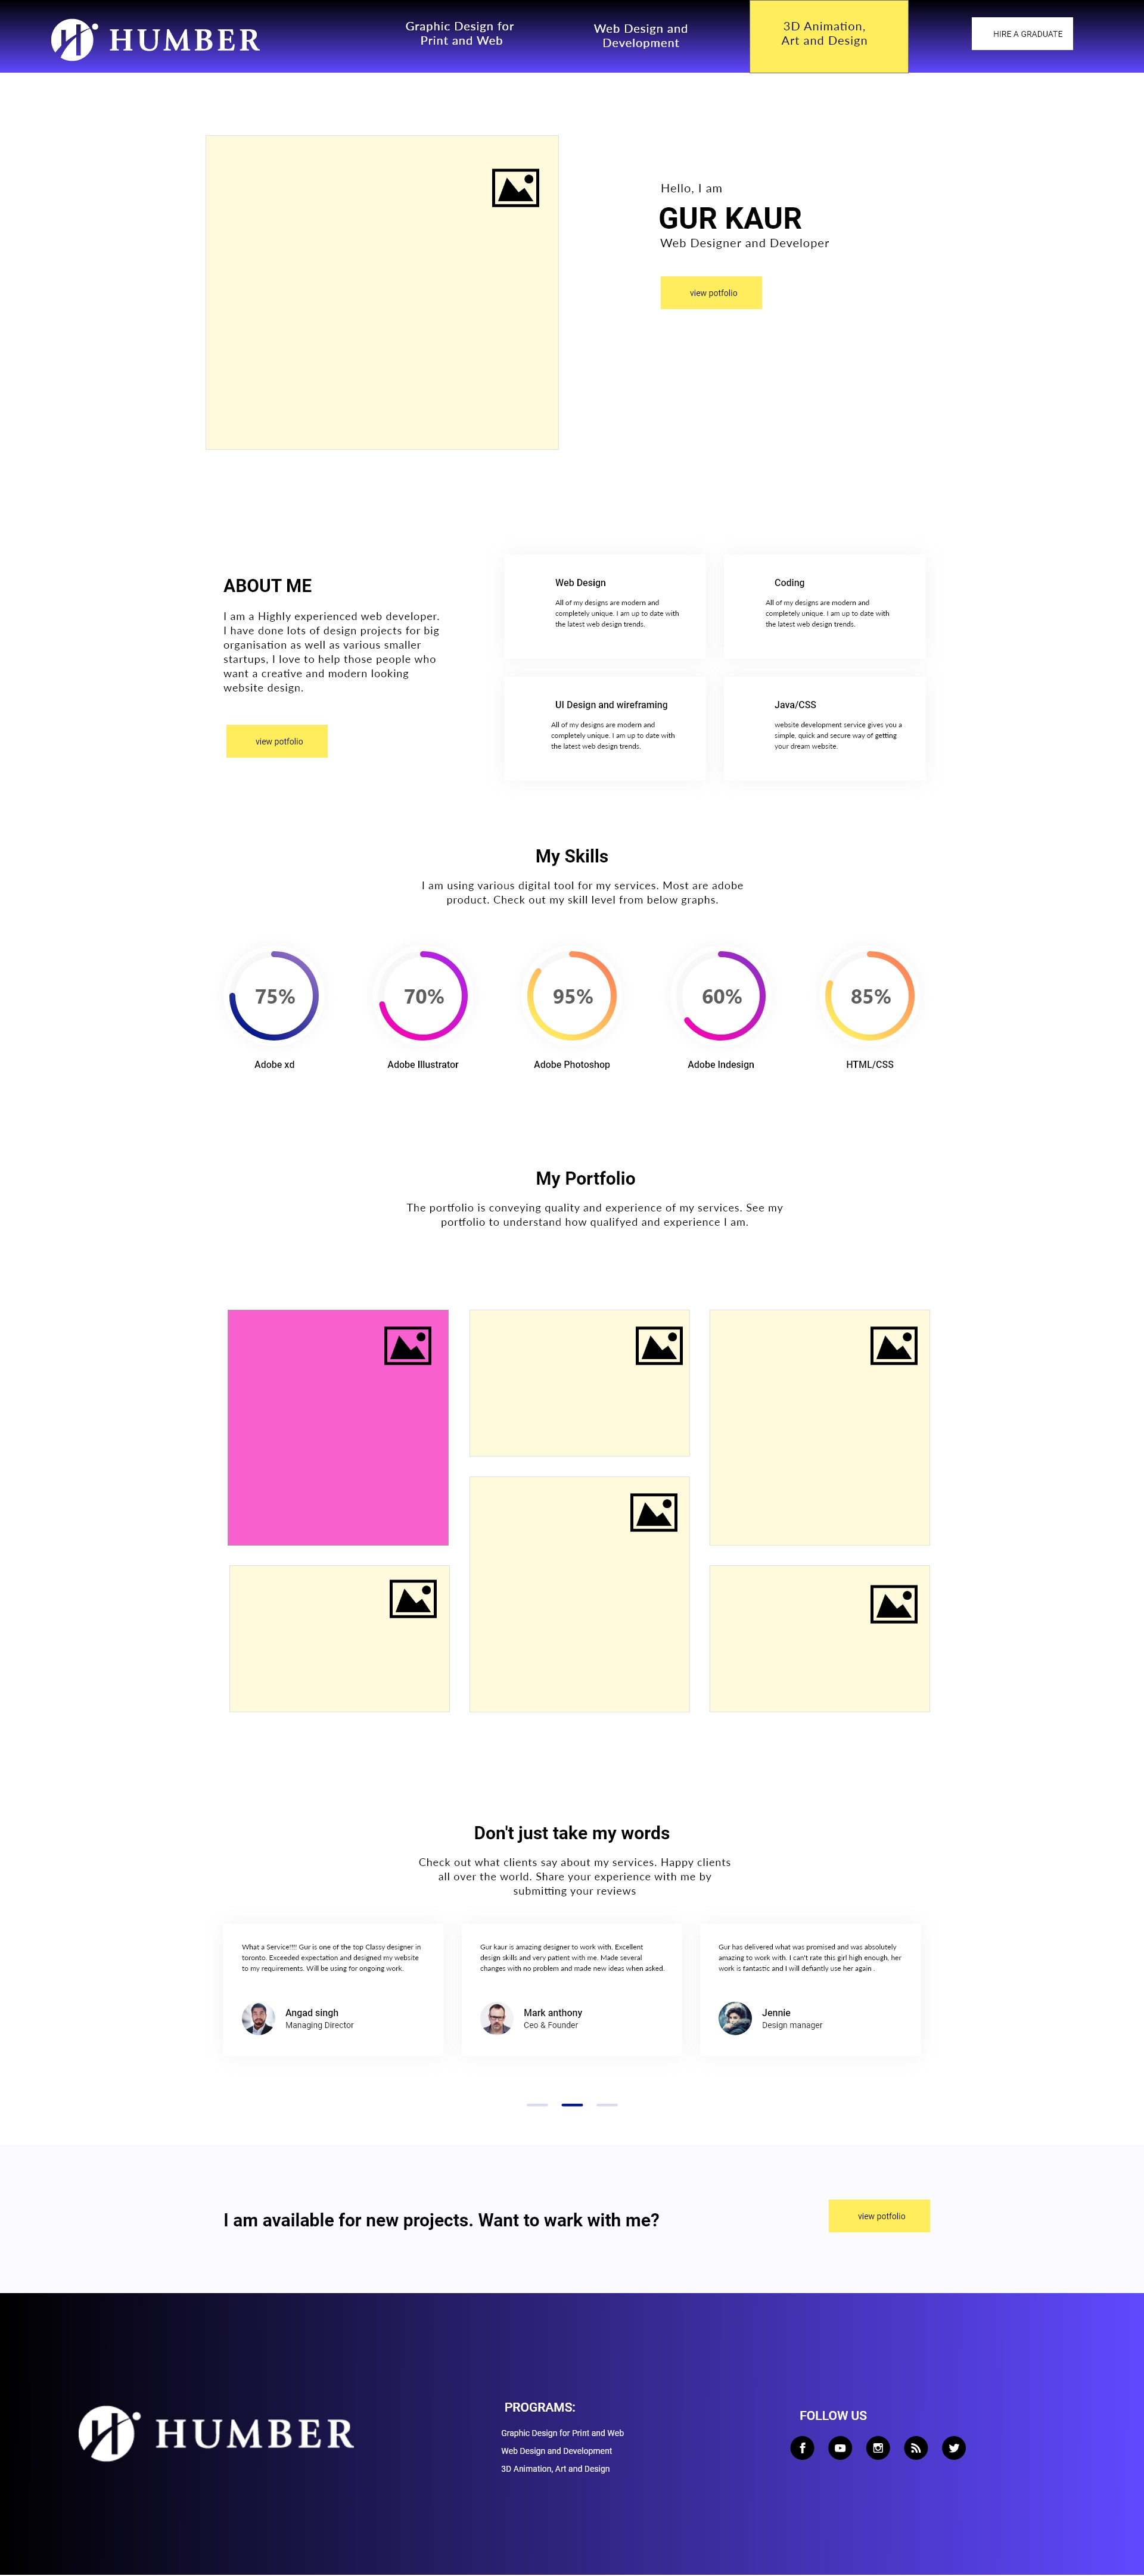 HUMBER
Graphic Design for
Print and Web
Web Design and
Development
3D Animation,
Art and Design
HIRE A GRADUATE
Hello, I am
GUR KAUR
Web Designer and Developer
view potfolio
ABOUT ME
I am a Highly experienced web developer.
I have done lots of design projects for big
organisation as well as various smaller
startups, I love to help those people who
want a creative and modern looking
website design.
view potfolio
Web Design
All of my designs are modern and
completely unique. I am up to date with
the latest web design trends.
Coding
All of my designs are modern and
completely unique. I am up to date with
the latest web design trends.
UI Design and wireframing
All of my designs are modern and
completely unique. I am up to date with
the latest web design trends.
Java/CSS
website development service gives you a
simple, quick and secure way of getting
your dream website.
My Skills
I am using various digital tool for my services. Most are adobe
product. Check out my skill level from below graphs.
75%
70%
95%
60%
85%
Adobe xd
Adobe Illustrator
Adobe Photoshop
Adobe Indesign
HTML/CSS
My Portfolio
The portfolio is conveying quality and experience of my services. See my
portfolio to understand how qualifyed and experience I am.
Don't just take my words
Check out what clients say about my services. Happy clients
all over the world. Share your experience with me by
submitting your reviews
What a Service!!!! Gur is one of the top Classy designer in
toronto. Exceeded expectation and designed my website
to my requirements. Will be using for ongoing work.
Angad singh
Managing Director
Gur kaur is amazing designer to work with. Excellent
design skills and very patient with me. Made several
changes with no problem and made new ideas when asked.
Mark anthony
Ceo & Founder
Gur has delivered what was promised and was absolutely
amazing to work with. I can't rate this girl high enough, her
work is fantastic and I will defiantly use her again .
Jennie
Design manager
I am available for new projects. Want to wark with me?
view potfolio
HUMBER
PROGRAMS:
Graphic Design for Print and Web
Web Design and Development
3D Animation, Art and Design
FOLLOW US